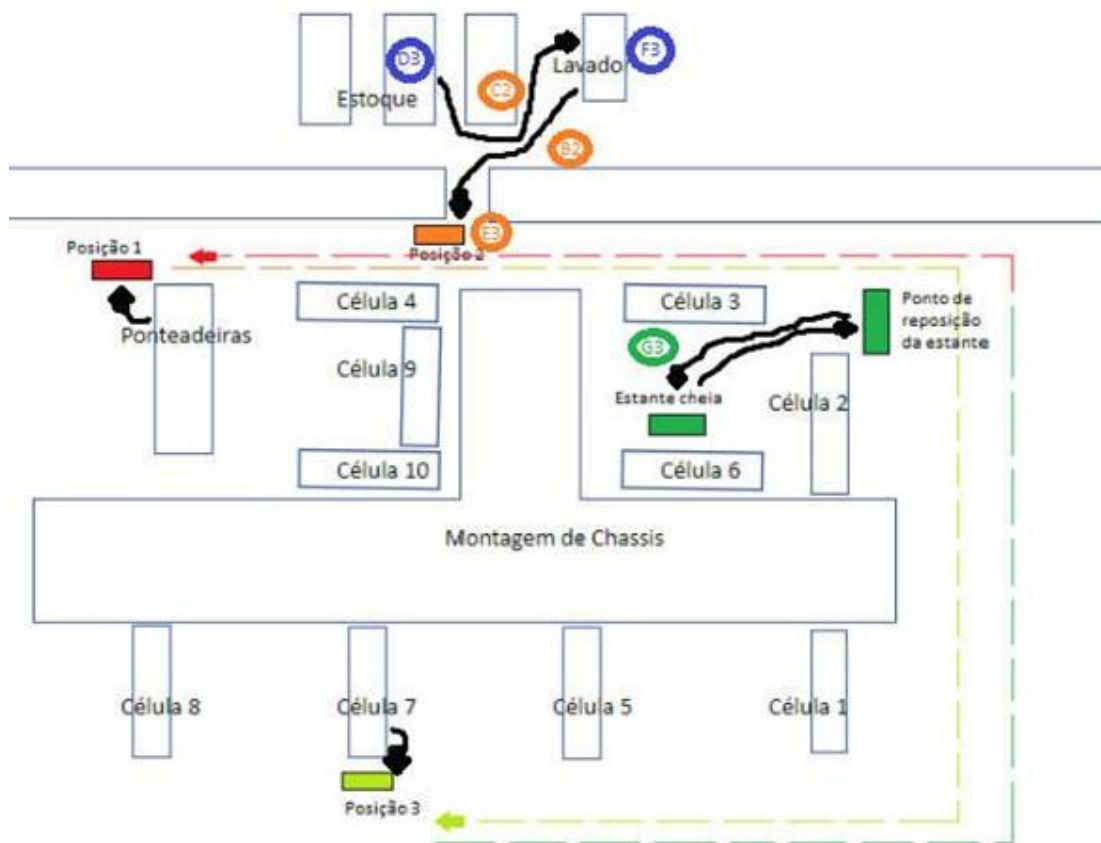 D3
F3
Lavado
C2
Estoque
B2
E3
Posição 1
Posição 2
Célula 4
Célula 3
Ponto de
reposição
da estante
Ponteadeiras
G3
Célula 9
Estante cheia
Célula 2
Célula 10
Célula 6
Montagem de Chassis
Célula 8
Célula 7
Célula 5
Célula 1
Posição 3